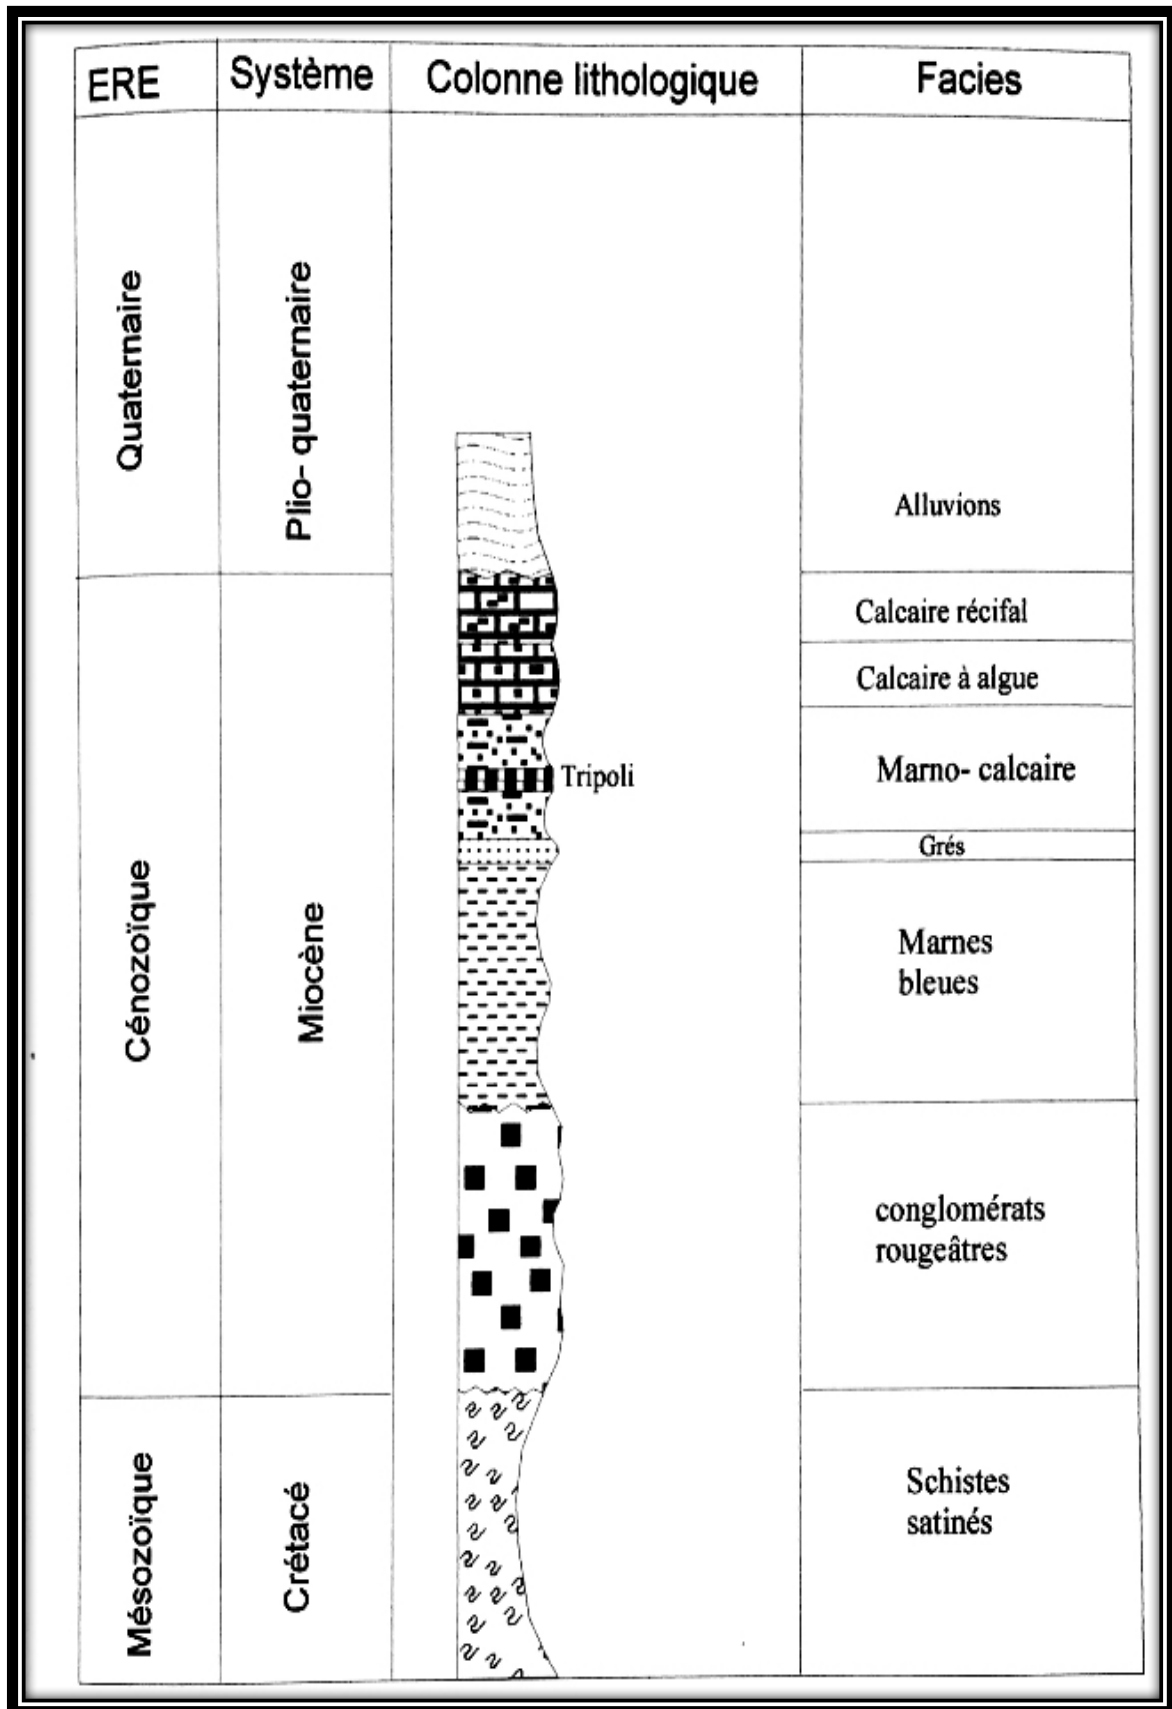 ERE
Système
Colonne lithologique
Facies
Quaternaire
Plio- quaternaire
Alluvions
Cénozoïque
Miocène
Calcaire récifal
Calcaire à algue
Tripoli
Marno- calcaire
Grés
Marnes
bleues
conglomérats
rougeâtres
Mésozoïque
Crétacé
Schistes
satinés